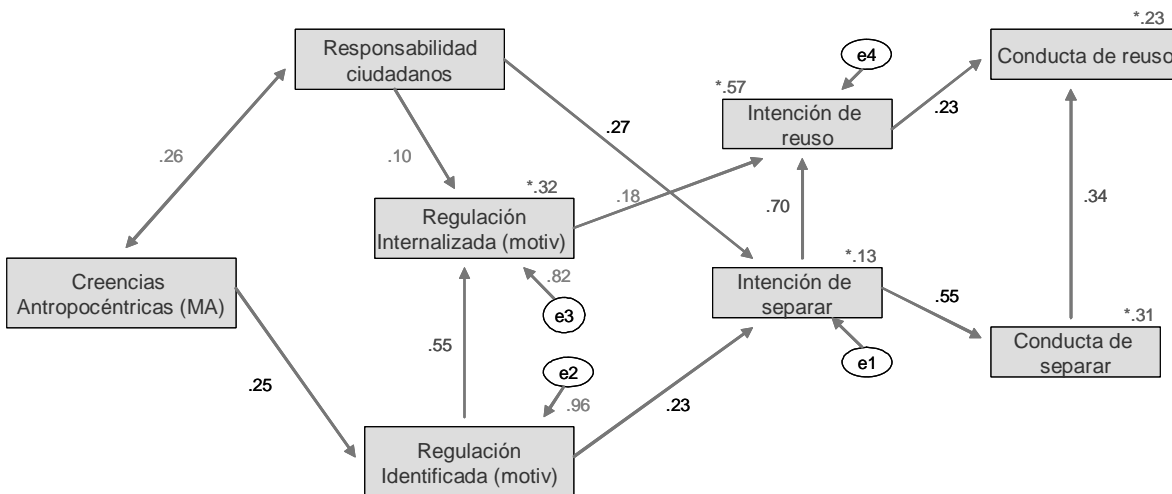 *.23
Responsabilidad
ciudadanos
e4
Conducta de reuso
*.57
Intención de
reuso
.27
.23
.26
.10
*.32
.18
.70
.34
Regulación
Internalizada (motiv)
*.13
Creencias
Antropocéntricas (MA)
.82
Intención de
separar
.55
*.31
e3
Conducta de
separar
.55
e1
e2
.25
.96
.23
Regulación
Identificada (motiv)